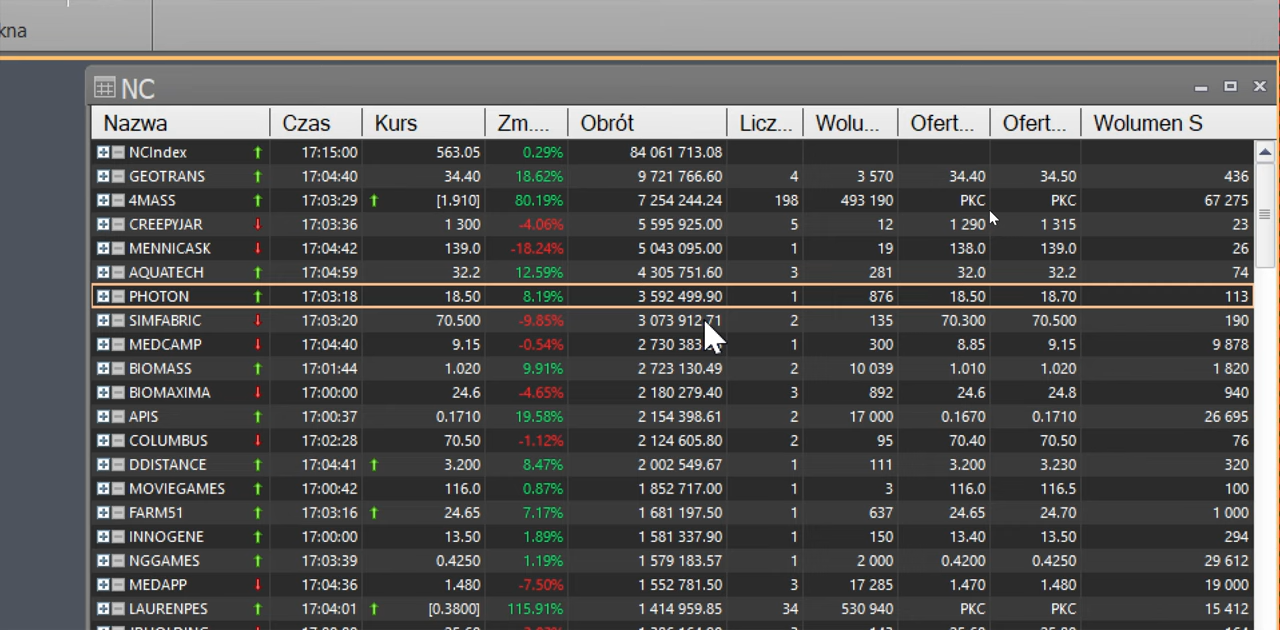 kna
NC
Nazwa Czas Kurs Zm.... Obrót Licz... Wolu... Ofert... Ofert... Wolumen S
NCIndex 17:15:00 563.05 0.29% 84 061 713.08
GEOTRANS 17:04:40 34.40 18.62% 9 721 766.60 4 3 570 34.40 34.50 436
4MASS 17:03:29 [1.910] 80.19% 7 254 244.24 198 493 190 PKC PKC 67 275
CREEPYJAR 17:03:36 1 300 -4.06% 5 595 925.00 5 12 1 290 1 315 23
MENNICASK 17:04:42 139.0 -18.24% 5 043 095.00 1 19 138.0 139.0 26
AQUATECH 17:04:59 32.2 12.59% 4 305 751.60 3 281 32.0 32.2 74
PHOTON 17:03:18 18.50 8.19% 3 592 499.90 1 876 18.50 18.70 113
SIMFABRIC 17:03:20 70.500 -9.85% 3 073 912.71 2 135 70.300 70.500 190
MEDCAMP 17:04:40 9.15 -0.54% 2 730 1 300 8.85 9.15 9 878
BIOMASS 17:01:44 1.020 9.91% 2 723 130.49 2 10 039 1.010 1.020 1 820
BIOMAXIMA 17:00:00 24.6 -4.65% 2 180 279.40 3 892 24.6 24.8 940
APIS 17:00:37 0.1710 19.58% 2 154 398.61 2 17 000 0.1670 0.1710 26 695
COLUMBUS 17:02:28 70.50 -1.12% 2 124 605.80 2 95 70.40 70.50 76
DDISTANCE 17:04:41 3.200 8.47% 2 002 549.67 1 111 3.200 3.230 320
MOVIEGAMES 17:00:42 116.0 0.87% 1 852 717.00 1 3 116.0 116.5 100
FARM51 17:03:16 24.65 7.17% 1 681 197.50 1 637 24.65 24.70 1 000
INNOGENE 17:00:00 13.50 1.89% 1 581 337.90 1 150 13.40 13.50 294
NGGAMES 17:03:39 0.4250 1.19% 1 579 183.57 1 2 000 0.4200 0.4250 29 612
MEDAPP 17:04:36 1.480 -7.50% 1 552 781.50 3 17 285 1.470 1.480 19 000
LAURENPES 17:04:01 [0.3800] 115.91% 1 414 959.85 34 530 940 PKC PKC 15 412